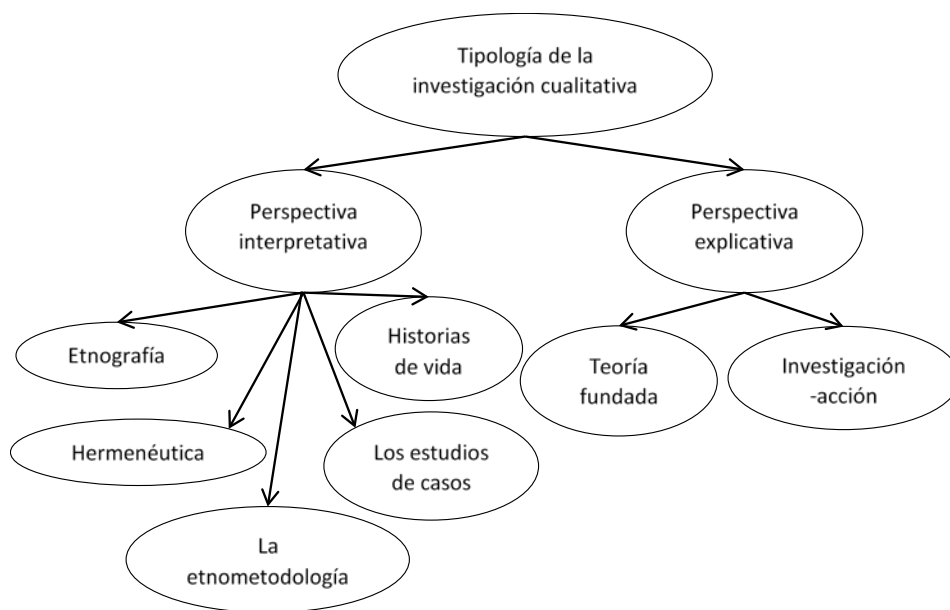 Tipología de la
investigación cualitativa
Perspectiva
interpretativa
Perspectiva
explicativa
Etnografía
Historias
de vida
Teoría
fundada
Investigación
-acción
Hermenéutica
Los estudios
de casos
La
etnometodología